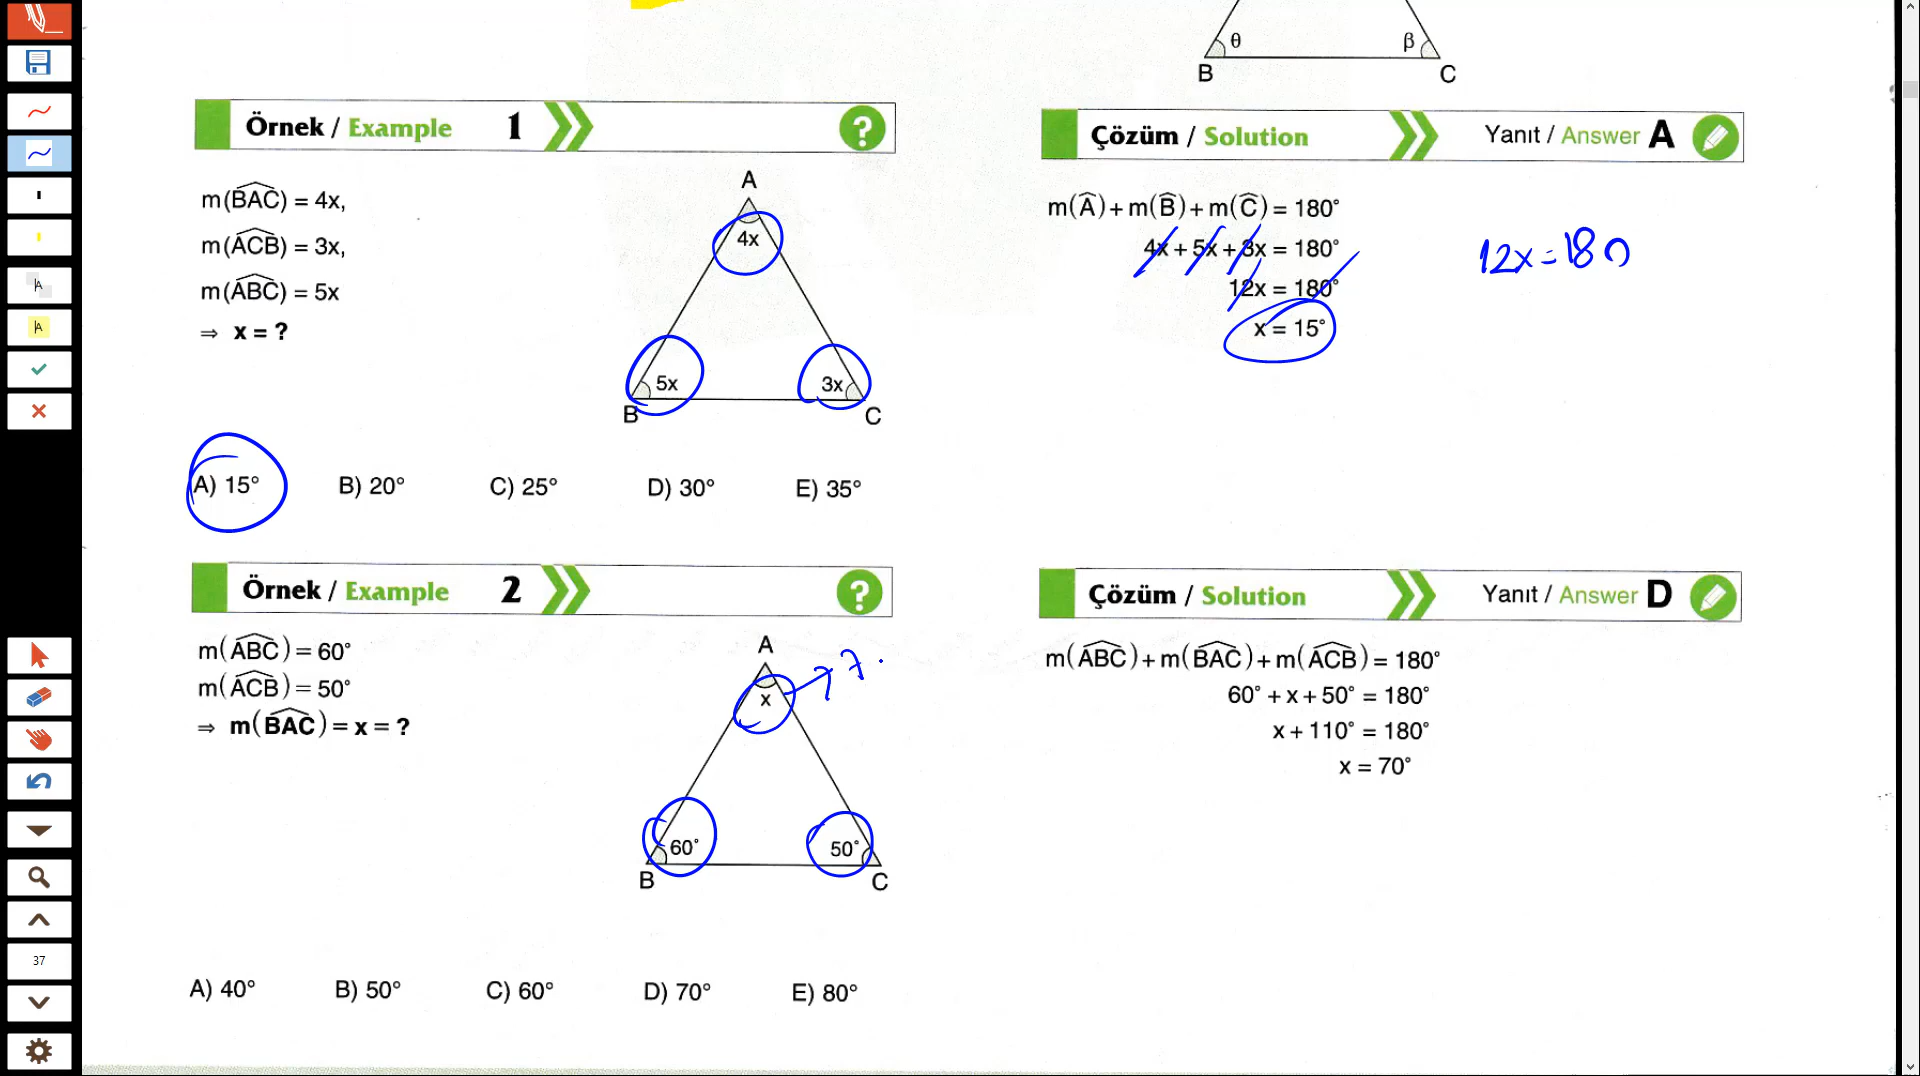 θ
β
B
C
Örnek / Example 1
?
m(BAC) = 4x,
m(ACB) = 3x,
m(ABC) = 5x
⇒ x = ?
A
4x
5x
3x
B
C
A) 15° B) 20° C) 25° D) 30° E) 35°
Çözüm / Solution Yanıt / Answer A
m(A) + m(B) + m(C) = 180°
4x + 5x + 3x = 180°
12x = 180°
x = 15°
12x = 180
Örnek / Example 2
?
m(ABC) = 60°
m(ACB) = 50°
⇒ m(BAC) = x = ?
A
x
60°
50°
B
C
A) 40° B) 50° C) 60° D) 70° E) 80°
Çözüm / Solution Yanıt / Answer D
m(ABC) + m(BAC) + m(ACB) = 180°
60° + x + 50° = 180°
x + 110° = 180°
x = 70°
A
A
37